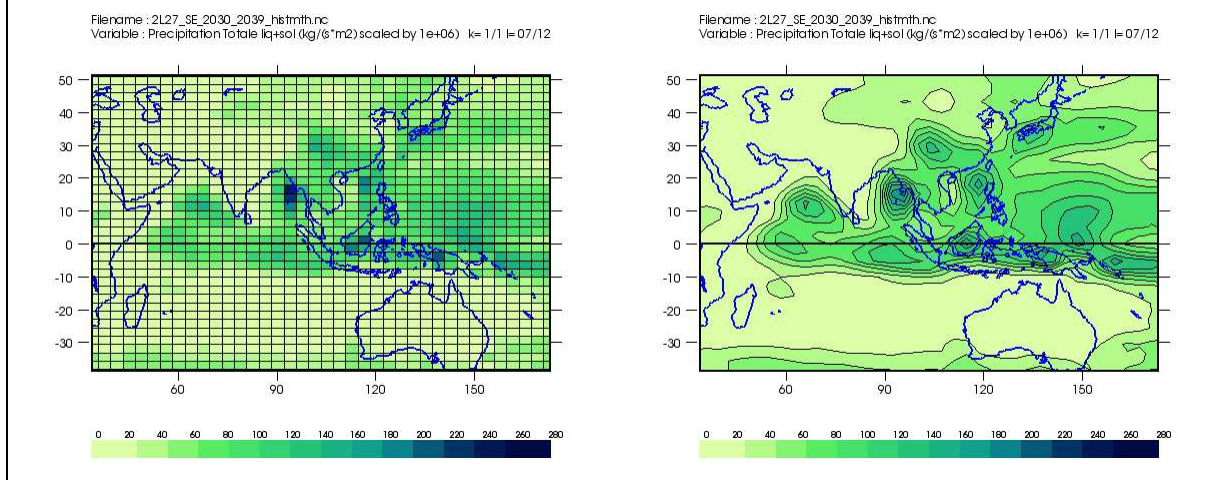 Filename : 2L27_SE_2030_2039_histmth.nc
Variable : Precipitation Totale liq+sol (kg/(s*m2) scaled by 1e+06) k= 1/1 l= 07/12
50
40
30
20
10
0
-10
-20
-30
60 90 120 150
0 20 40 60 80 100 120 140 160 180 200 220 240 260 280
Filename : 2L27_SE_2030_2039_histmth.nc
Variable : Precipitation Totale liq+sol (kg/(s*m2) scaled by 1e+06) k= 1/1 l= 07/12
50
40
30
20
10
0
-10
-20
-30
60 90 120 150
0 20 40 60 80 100 120 140 160 180 200 220 240 260 280